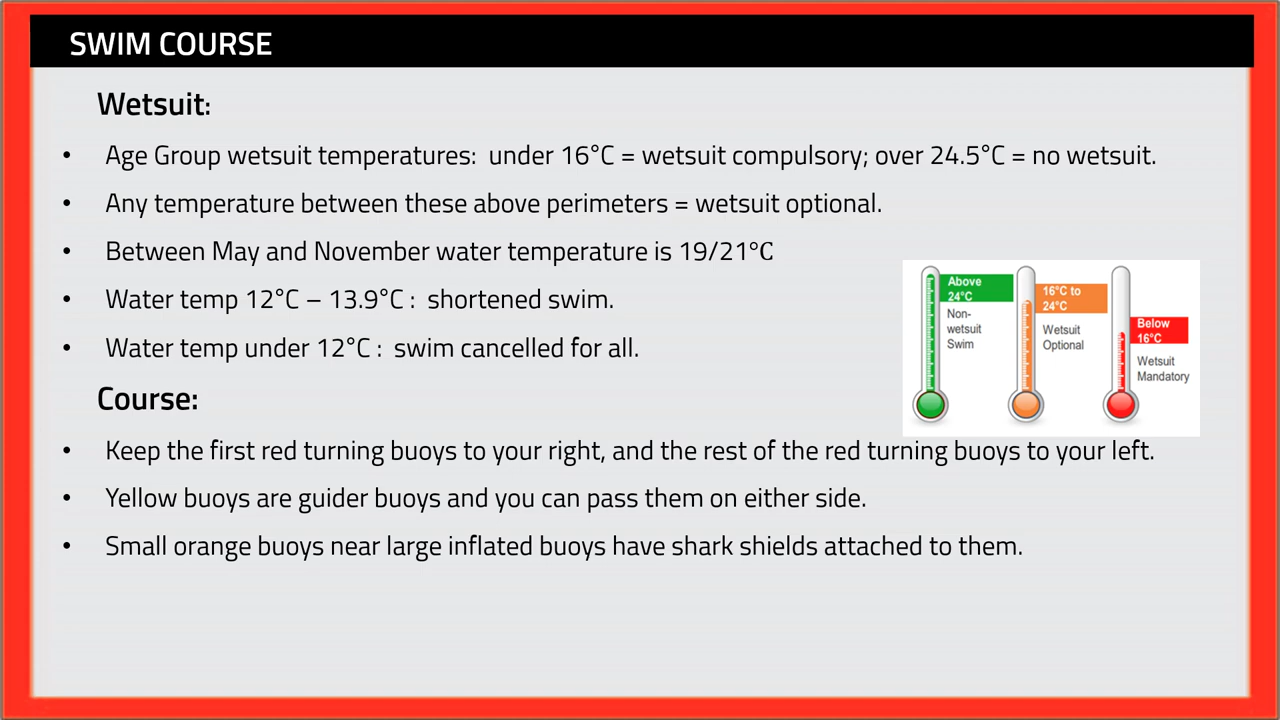 SWIM COURSE
Wetsuit:
• Age Group wetsuit temperatures:  under 16°C = wetsuit compulsory; over 24.5°C = no wetsuit.
• Any temperature between these above perimeters = wetsuit optional.
• Between May and November water temperature is 19/21°C
• Water temp 12°C – 13.9°C :  shortened swim.
• Water temp under 12°C :  swim cancelled for all.
Above
24°C
Non-
wetsuit
Swim
16°C to
24°C
Wetsuit
Optional
Below
16°C
Wetsuit
Mandatory
Course:
• Keep the first red turning buoys to your right, and the rest of the red turning buoys to your left.
• Yellow buoys are guider buoys and you can pass them on either side.
• Small orange buoys near large inflated buoys have shark shields attached to them.